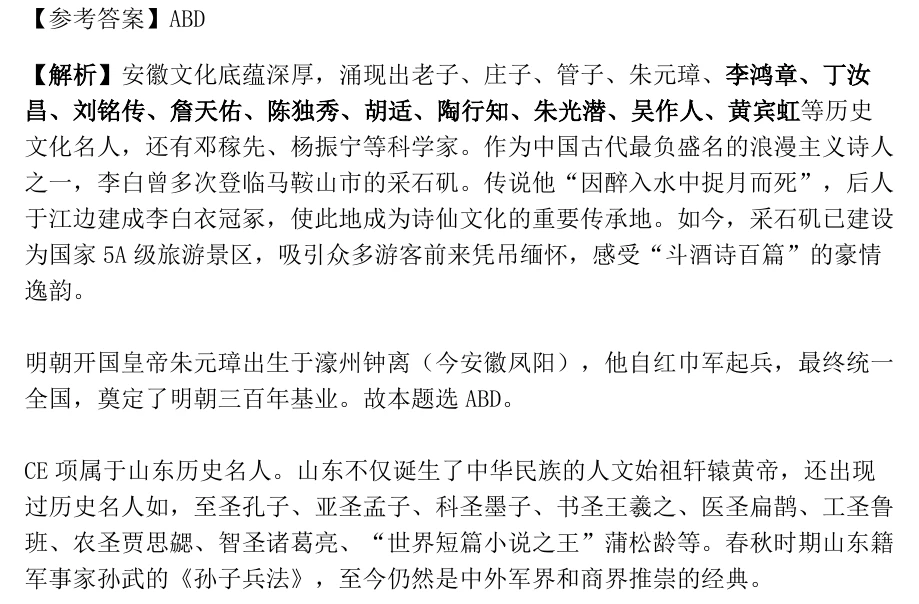 【参考答案】ABD
【解析】安徽文化底蕴深厚，涌现出老子、庄子、管子、朱元璋、李鸿章、丁汝
昌、刘铭传、詹天佑、陈独秀、胡适、陶行知、朱光潜、吴作人、黄宾虹等历史
文化名人，还有邓稼先、杨振宁等科学家。作为中国古代最负盛名的浪漫主义诗人
之一，李白曾多次登临马鞍山市的采石矶。传说他“因醉入水中捉月而死”，后人
于江边建成李白衣冠冢，使此地成为诗仙文化的重要传承地。如今，采石矶已建设
为国家 5A 级旅游景区，吸引众多游客前来凭吊缅怀，感受“斗酒诗百篇”的豪情
逸韵。
明朝开国皇帝朱元璋出生于濠州钟离（今安徽凤阳），他自红巾军起兵，最终统一
全国，奠定了明朝三百年基业。故本题选 ABD。
CE 项属于山东历史名人。山东不仅诞生了中华民族的人文始祖轩辕黄帝，还出现
过历史名人如，至圣孔子、亚圣孟子、科圣墨子、书圣王羲之、医圣扁鹊、工圣鲁
班、农圣贾思勰、智圣诸葛亮、“世界短篇小说之王”蒲松龄等。春秋时期山东籍
军事家孙武的《孙子兵法》，至今仍然是中外军界和商界推崇的经典。